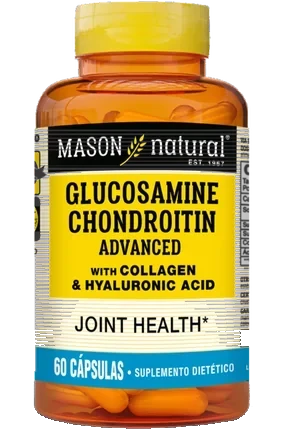 MASON natural®
EST. 1967
GLUCOSAMINE
CHONDROITIN
ADVANCED
WITH COLLAGEN
& HYALURONIC ACID
JOINT HEALTH*
60 CÁPSULAS • SUPLEMENTO DIETÉTICO